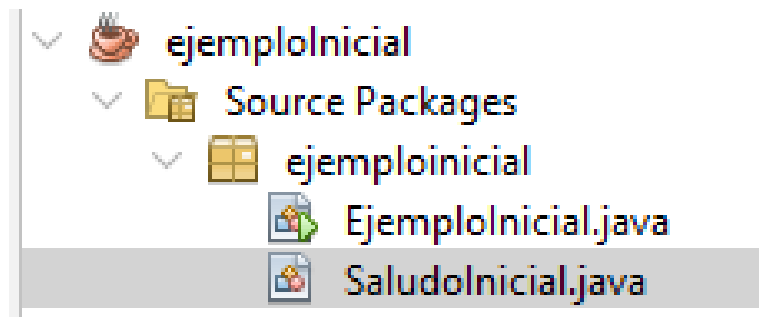 ejemploInicial
Source Packages
ejemploinicial
EjemploInicial.java
SaludoInicial.java